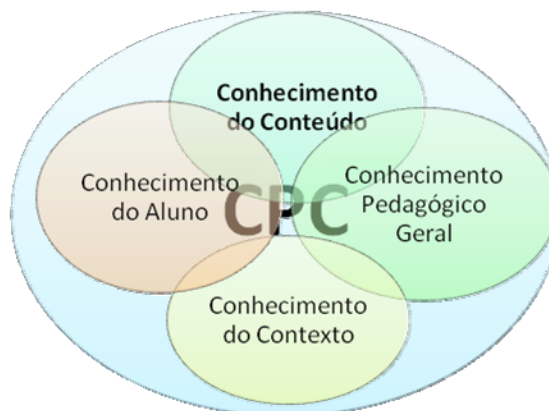 Conhecimento
do Conteúdo
Conhecimento
do Aluno
CPC
Conhecimento
Pedagógico
Geral
Conhecimento
do Contexto